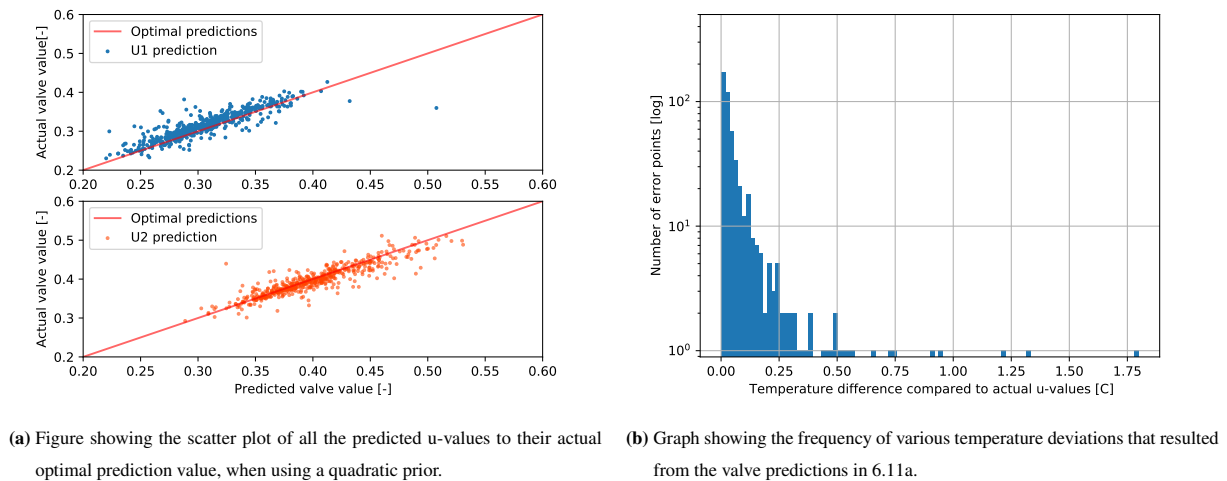 0.6
0.5
0.4
0.3
0.2
Actual valve value[-]
Optimal predictions
U1 prediction
0.20 0.25 0.30 0.35 0.40 0.45 0.50 0.55 0.60
0.6
0.5
0.4
0.3
0.2
Actual valve value [-]
Optimal predictions
U2 prediction
0.20 0.25 0.30 0.35 0.40 0.45 0.50 0.55 0.60
Predicted valve value [-]
(a) Figure showing the scatter plot of all the predicted u-values to their actual
optimal prediction value, when using a quadratic prior.
Number of error points [log]
10²
10¹
10⁰
0.00 0.25 0.50 0.75 1.00 1.25 1.50 1.75
Temperature difference compared to actual u-values [C]
(b) Graph showing the frequency of various temperature deviations that resulted
from the valve predictions in 6.11a.